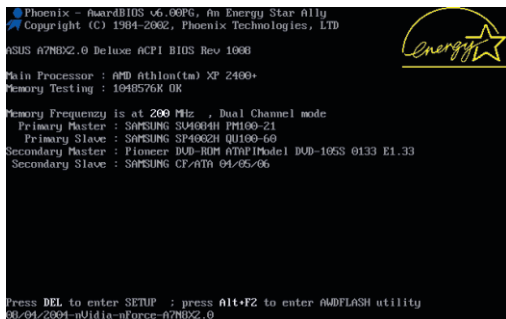 Phoenix - AwardBIOS v6.00PG, An Energy Star Ally
Copyright (C) 1984-2002, Phoenix Technologies, LTD
energy
ASUS A7N8X2.0 Deluxe ACPI BIOS Rev 1008
Main Processor : AMD Athlon(tm) XP 2400+
Memory Testing : 1048576K OK
Memory Frequenzy is at 200 MHz , Dual Channel mode
Primary Master : SAMSUNG SV4084H PM100-21
Primary Slave : SAMSUNG SP4002H QU100-60
Secondary Master : Pioneer DVD-ROM ATAPIModel DVD-105S 0133 E1.33
Secondary Slave : SAMSUNG CF/ATA 04/05/06
Press DEL to enter SETUP ; press Alt+F2 to enter AWDFLASH utility
08/04/2004-nVidia-nForce-A7N8X2.0